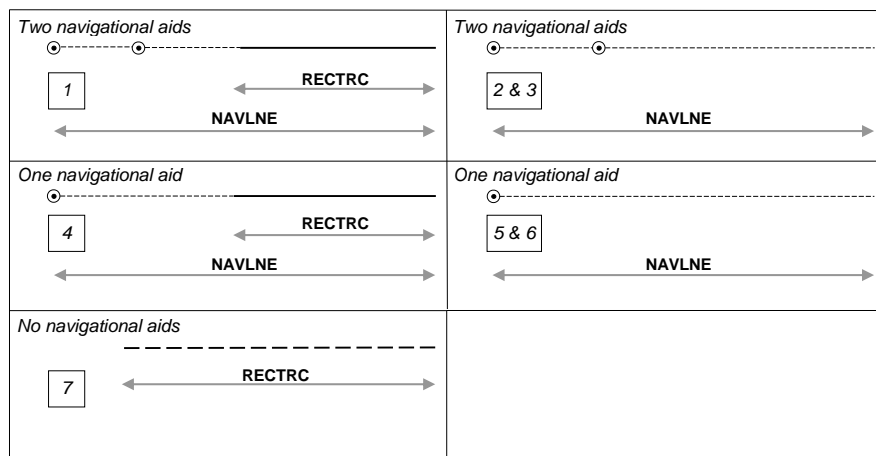 Two navigational aids
RECTRC
1
NAVLNE
Two navigational aids
2 & 3
NAVLNE
One navigational aid
RECTRC
4
NAVLNE
One navigational aid
5 & 6
NAVLNE
No navigational aids
RECTRC
7